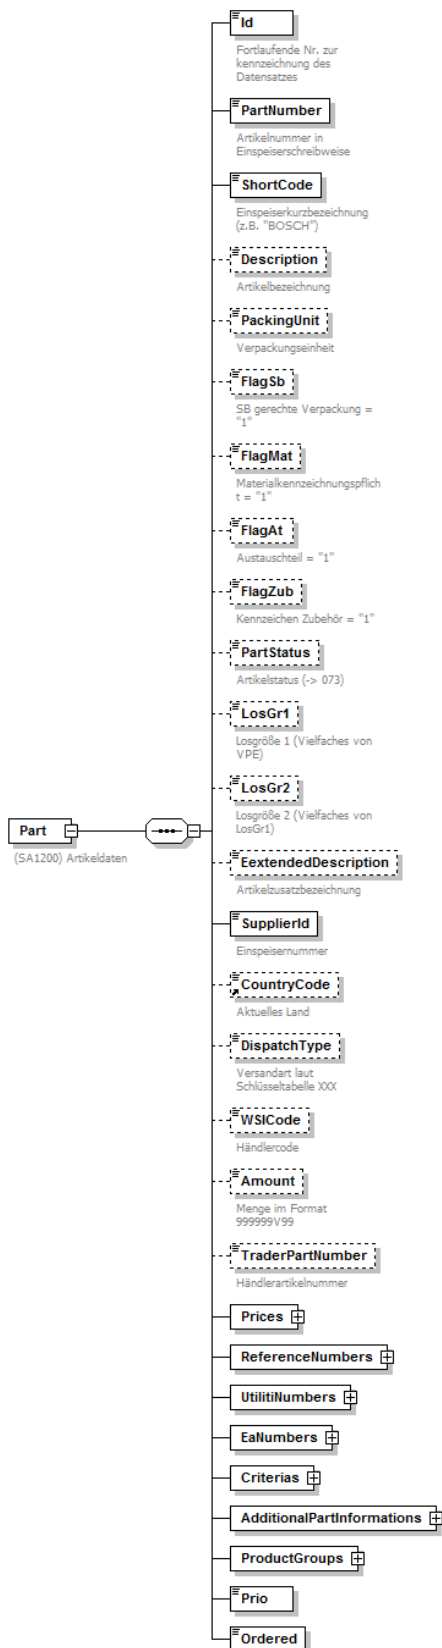 Id
Fortlaufende Nr. zur
kennzeichnung des
Datensatzes
PartNumber
Artikelnummer in
Einspeiserschreibweise
ShortCode
Einspeiserkurzbezeichnung
(z.B. "BOSCH")
Description
Artikelbezeichnung
PackingUnit
Verpackungseinheit
FlagSb
SB gerechte Verpackung =
"1"
FlagMat
Materialkennzeichnungspflich
t = "1"
FlagAt
Austauschteil = "1"
FlagZub
Kennzeichen Zubehör = "1"
PartStatus
Artikelstatus (-> 073)
LosGr1
Losgröße 1 (Vielfaches von
VPE)
LosGr2
Losgröße 2 (Vielfaches von
LosGr1)
Part
(SA1200) Artikeldaten
EextendedDescription
Artikelzusatzbezeichnung
SupplierId
Einspeisernummer
CountryCode
Aktuelles Land
DispatchType
Versandart laut
Schlüsseltabelle XXX
WSICode
Händlercode
Amount
Menge im Format
999999V99
TraderPartNumber
Händlerartikelnummer
Prices
ReferenceNumbers
UtilitiNumbers
EaNumbers
Criterias
AdditionalPartInformations
ProductGroups
Prio
Ordered